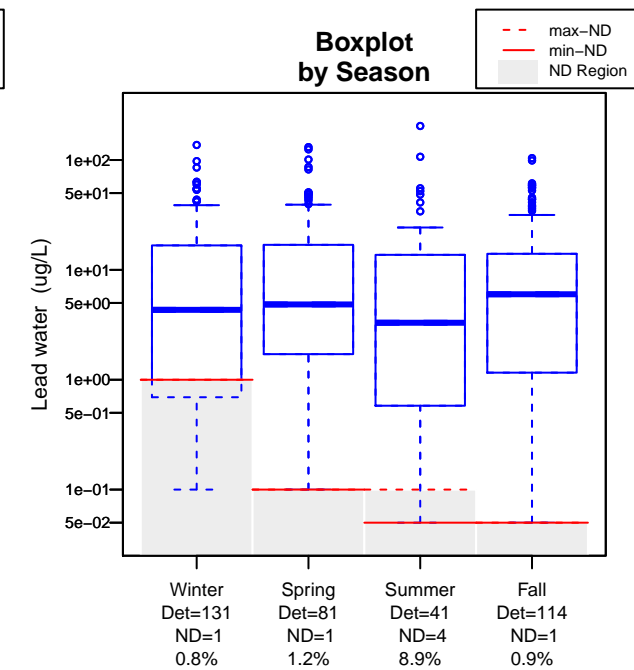 Boxplot
by Season
max-ND
min-ND
ND Region
Lead water (ug/L)
1e+02
5e+01
1e+01
5e+00
1e+00
5e-01
1e-01
5e-02
Winter Spring Summer Fall
Det=131 Det=81 Det=41 Det=114
ND=1 ND=1 ND=4 ND=1
0.8% 1.2% 8.9% 0.9%